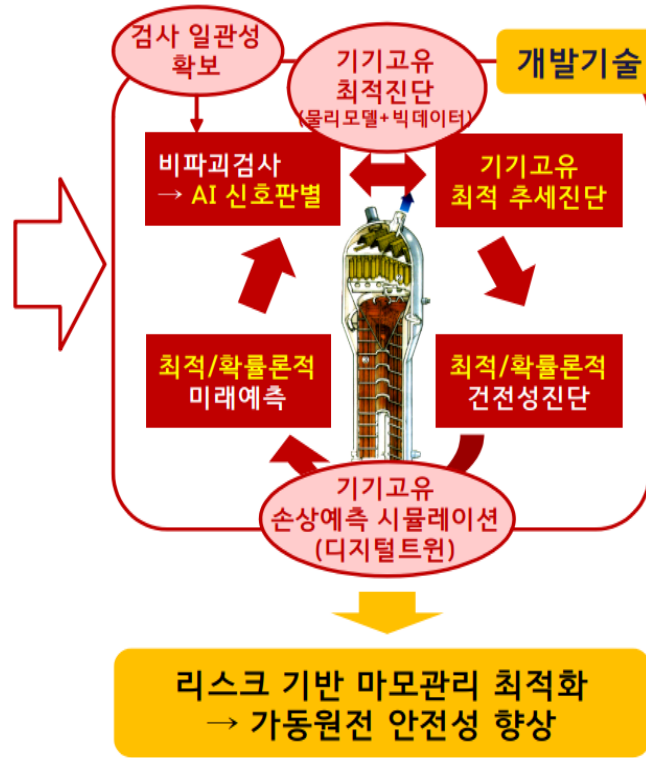 검사 일관성
확보
기기고유
최적진단
(물리모델+빅데이터)
개발기술
비파괴검사
→ AI 신호판별
기기고유
최적 추세진단
최적/확률론적
미래예측
최적/확률론적
건전성진단
기기고유
손상예측 시뮬레이션
(디지털트윈)
리스크 기반 마모관리 최적화
→ 가동원전 안전성 향상